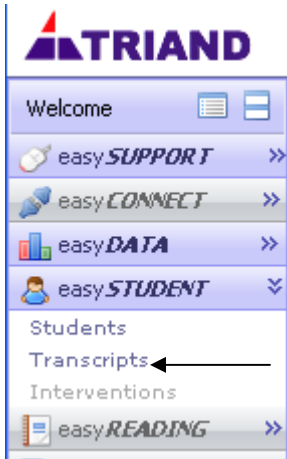 TRIAND
Welcome
easySUPPORT
easyCONNECT
easyDATA
easySTUDENT
Students
Transcripts
Interventions
easyREADING